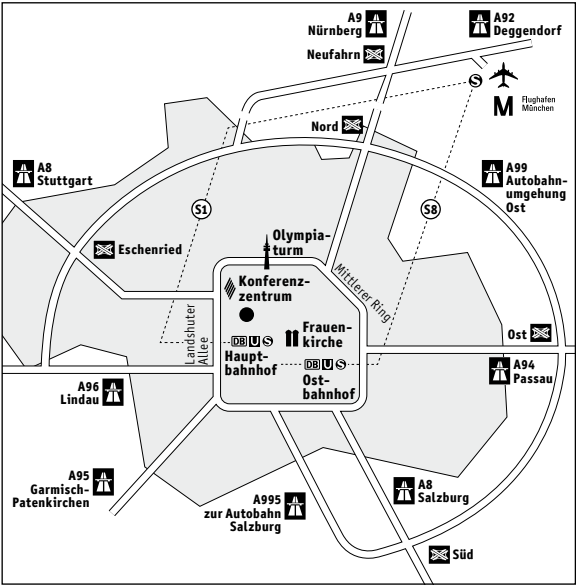 A9
Nürnberg
A92
Deggendorf
Neufahrn
S
M
Flughafen
München
Nord
A8
Stuttgart
A99
Autobahn-
umgehung
Ost
S1
S8
Eschenried
Olympia-
turm
Konferenz-
zentrum
Mittlerer Ring
Landshuter
Allee
Frauen-
kirche
DB U S
Haupt-
bahnhof
DB U S
Ost-
bahnhof
Ost
A94
Passau
A96
Lindau
A95
Garmisch-
Patenkirchen
A995
zur Autobahn
Salzburg
A8
Salzburg
Süd